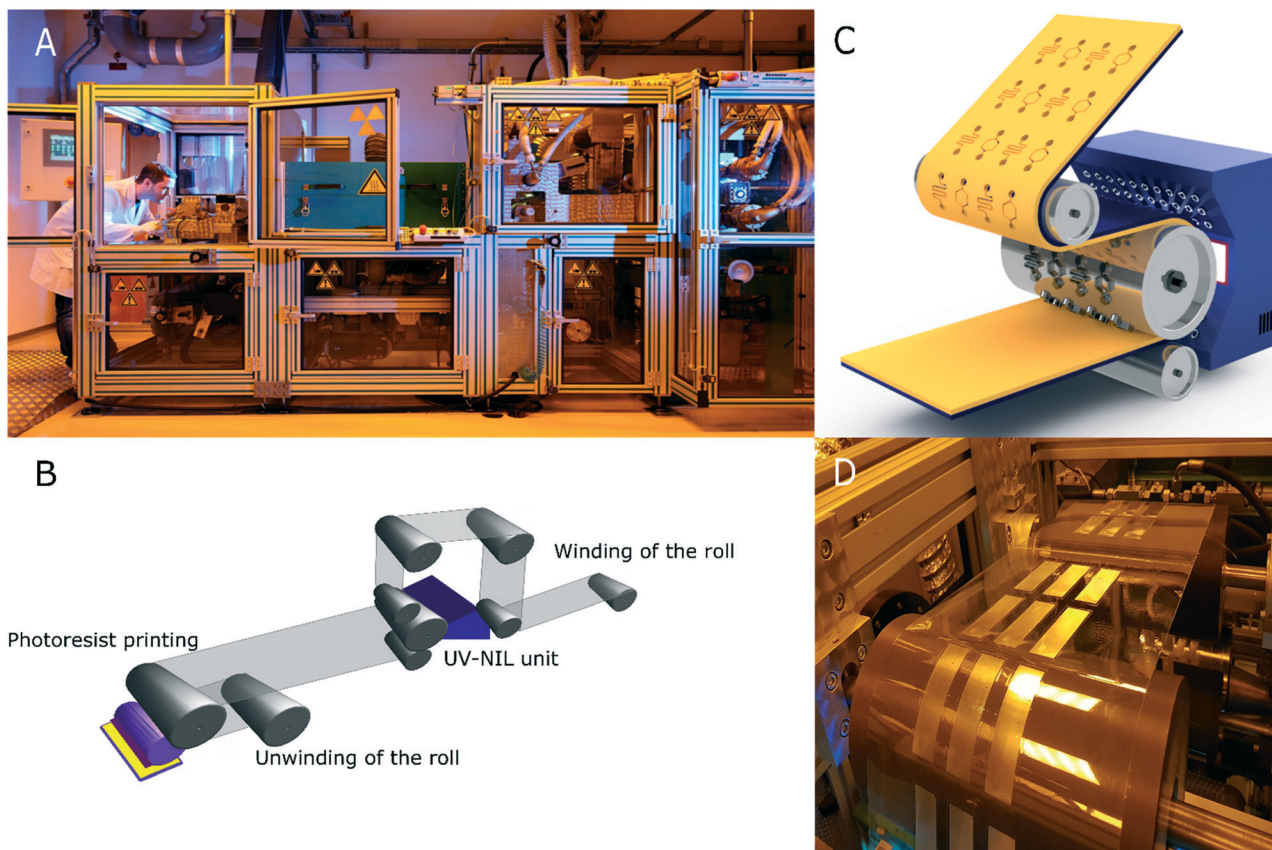 A
B
Photoresist printing
Unwinding of the roll
UV-NIL unit
Winding of the roll
C
D